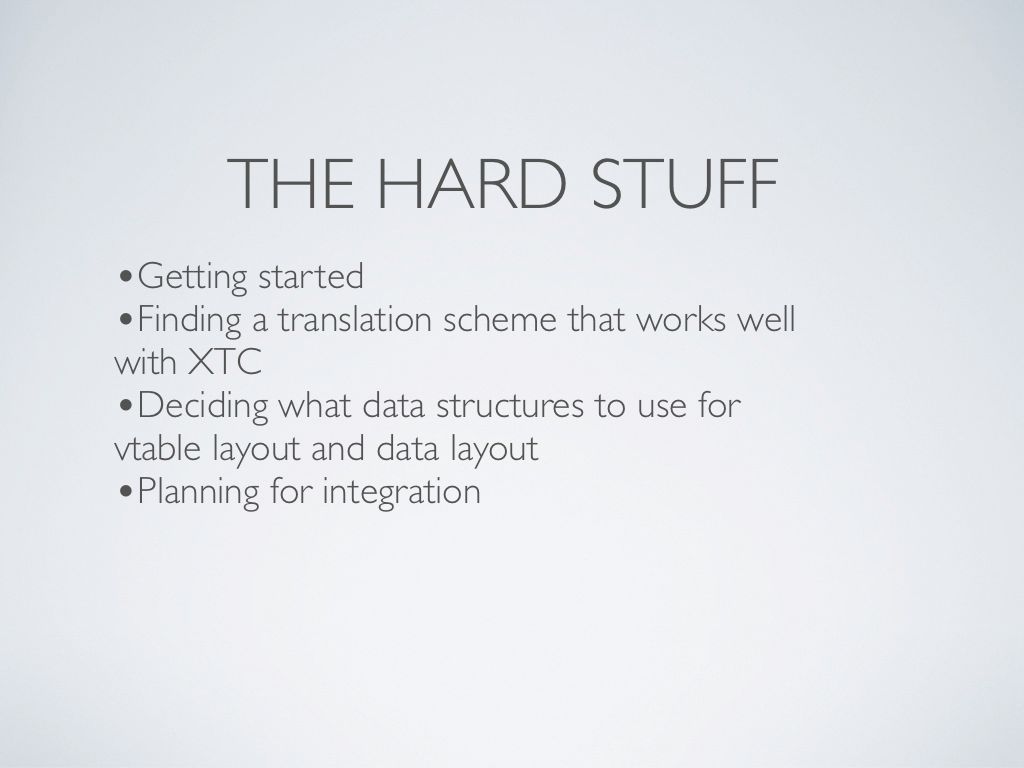 THE HARD STUFF
•Getting started
•Finding a translation scheme that works well
with XTC
•Deciding what data structures to use for
vtable layout and data layout
•Planning for integration